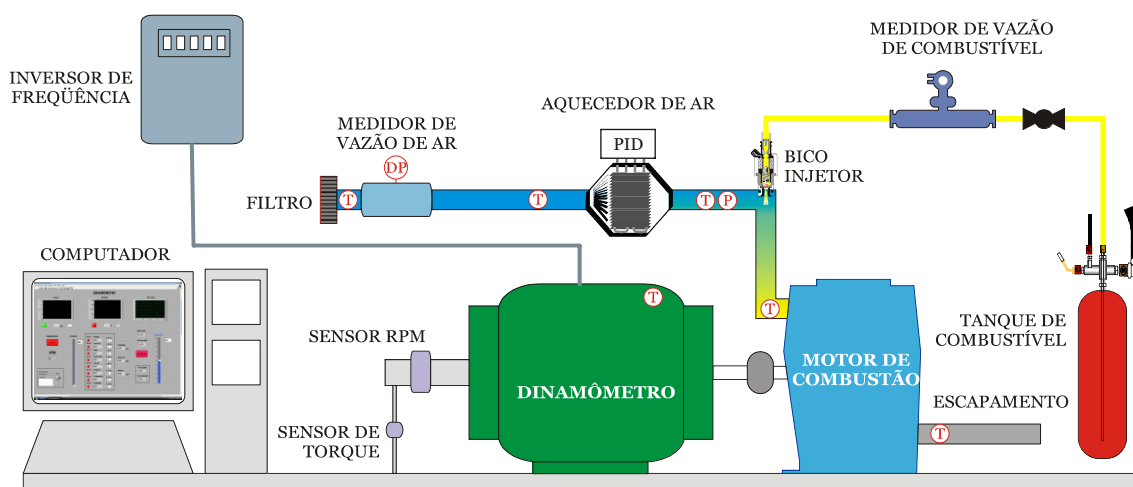 MEDIDOR DE VAZÃO
DE COMBUSTÍVEL
INVERSOR DE
FREQÜÊNCIA
AQUECEDOR DE AR
MEDIDOR DE
VAZÃO DE AR
PID
DP
BICO
INJETOR
FILTRO
T
T
T
P
COMPUTADOR
T
T
SENSOR RPM
TANQUE DE
COMBUSTÍVEL
MOTOR DE
COMBUSTÃO
DINAMÔMETRO
ESCAPAMENTO
SENSOR DE
TORQUE
T